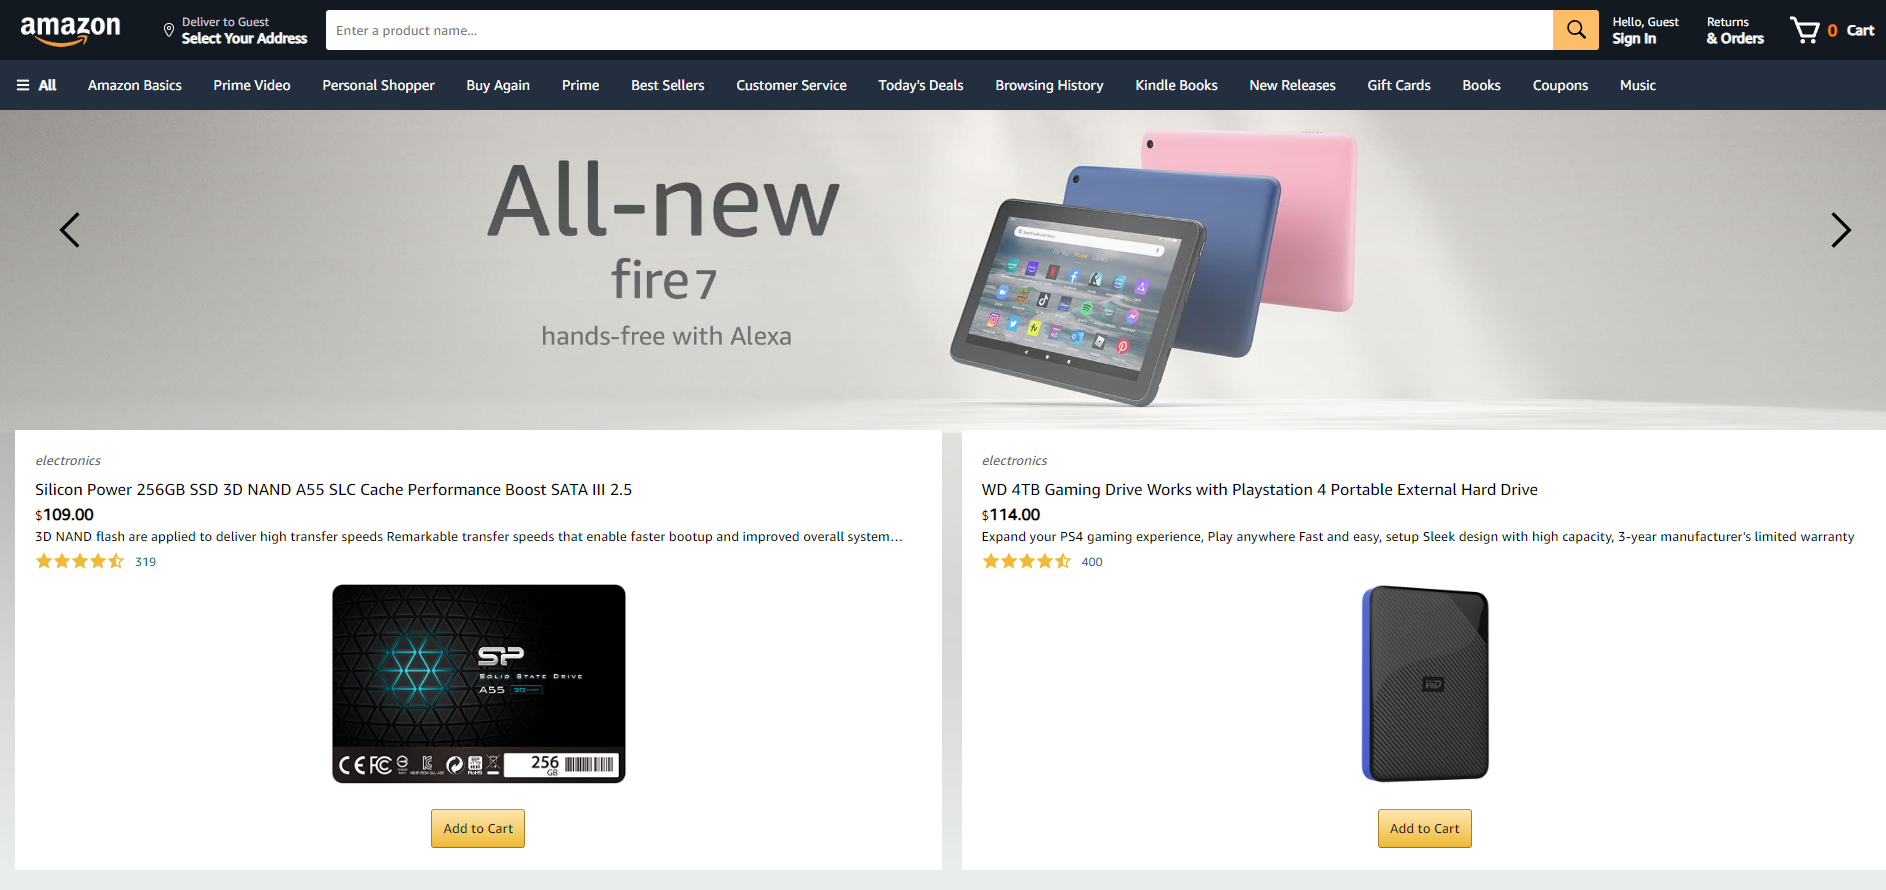 amazon
Deliver to Guest
Select Your Address
Enter a product name...
Hello, Guest
Sign In
Returns
& Orders
0 Cart
All Amazon Basics Prime Video Personal Shopper Buy Again Prime Best Sellers Customer Service Today's Deals Browsing History Kindle Books New Releases Gift Cards Books Coupons Music
All-new
fire 7
hands-free with Alexa
electronics
Silicon Power 256GB SSD 3D NAND A55 SLC Cache Performance Boost SATA III 2.5
$109.00
3D NAND flash are applied to deliver high transfer speeds Remarkable transfer speeds that enable faster bootup and improved overall system...
319
SP
SOLID STATE DRIVE
A55
CE FC
256
GB
Add to Cart
electronics
WD 4TB Gaming Drive Works with Playstation 4 Portable External Hard Drive
$114.00
Expand your PS4 gaming experience, Play anywhere Fast and easy, setup Sleek design with high capacity, 3-year manufacturer's limited warranty
400
WD
Add to Cart